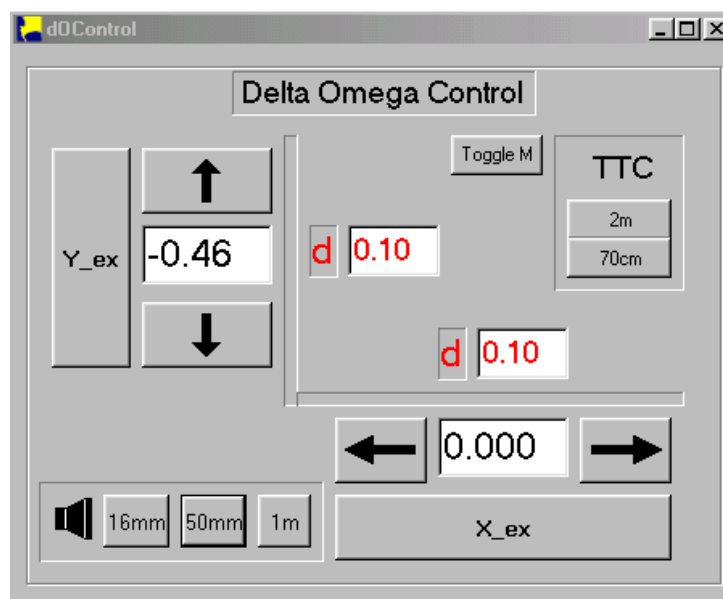 dOControl
Delta Omega Control
Toggle M
TTC
2m
70cm
Y_ex
-0.46
d 0.10
d 0.10
0.000
16mm 50mm 1m
X_ex